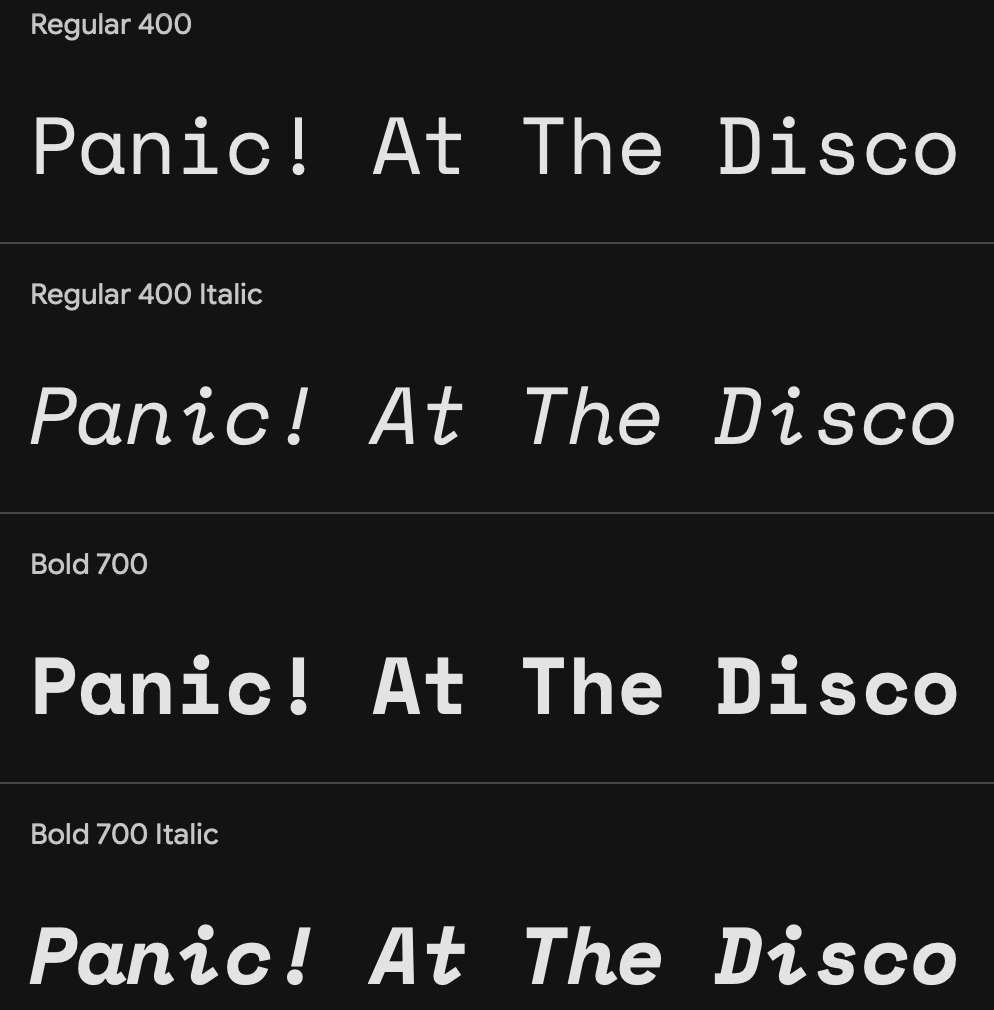 Regular 400
Panic! At The Disco
Regular 400 Italic
Panic! At The Disco
Bold 700
Panic! At The Disco
Bold 700 Italic
Panic! At The Disco